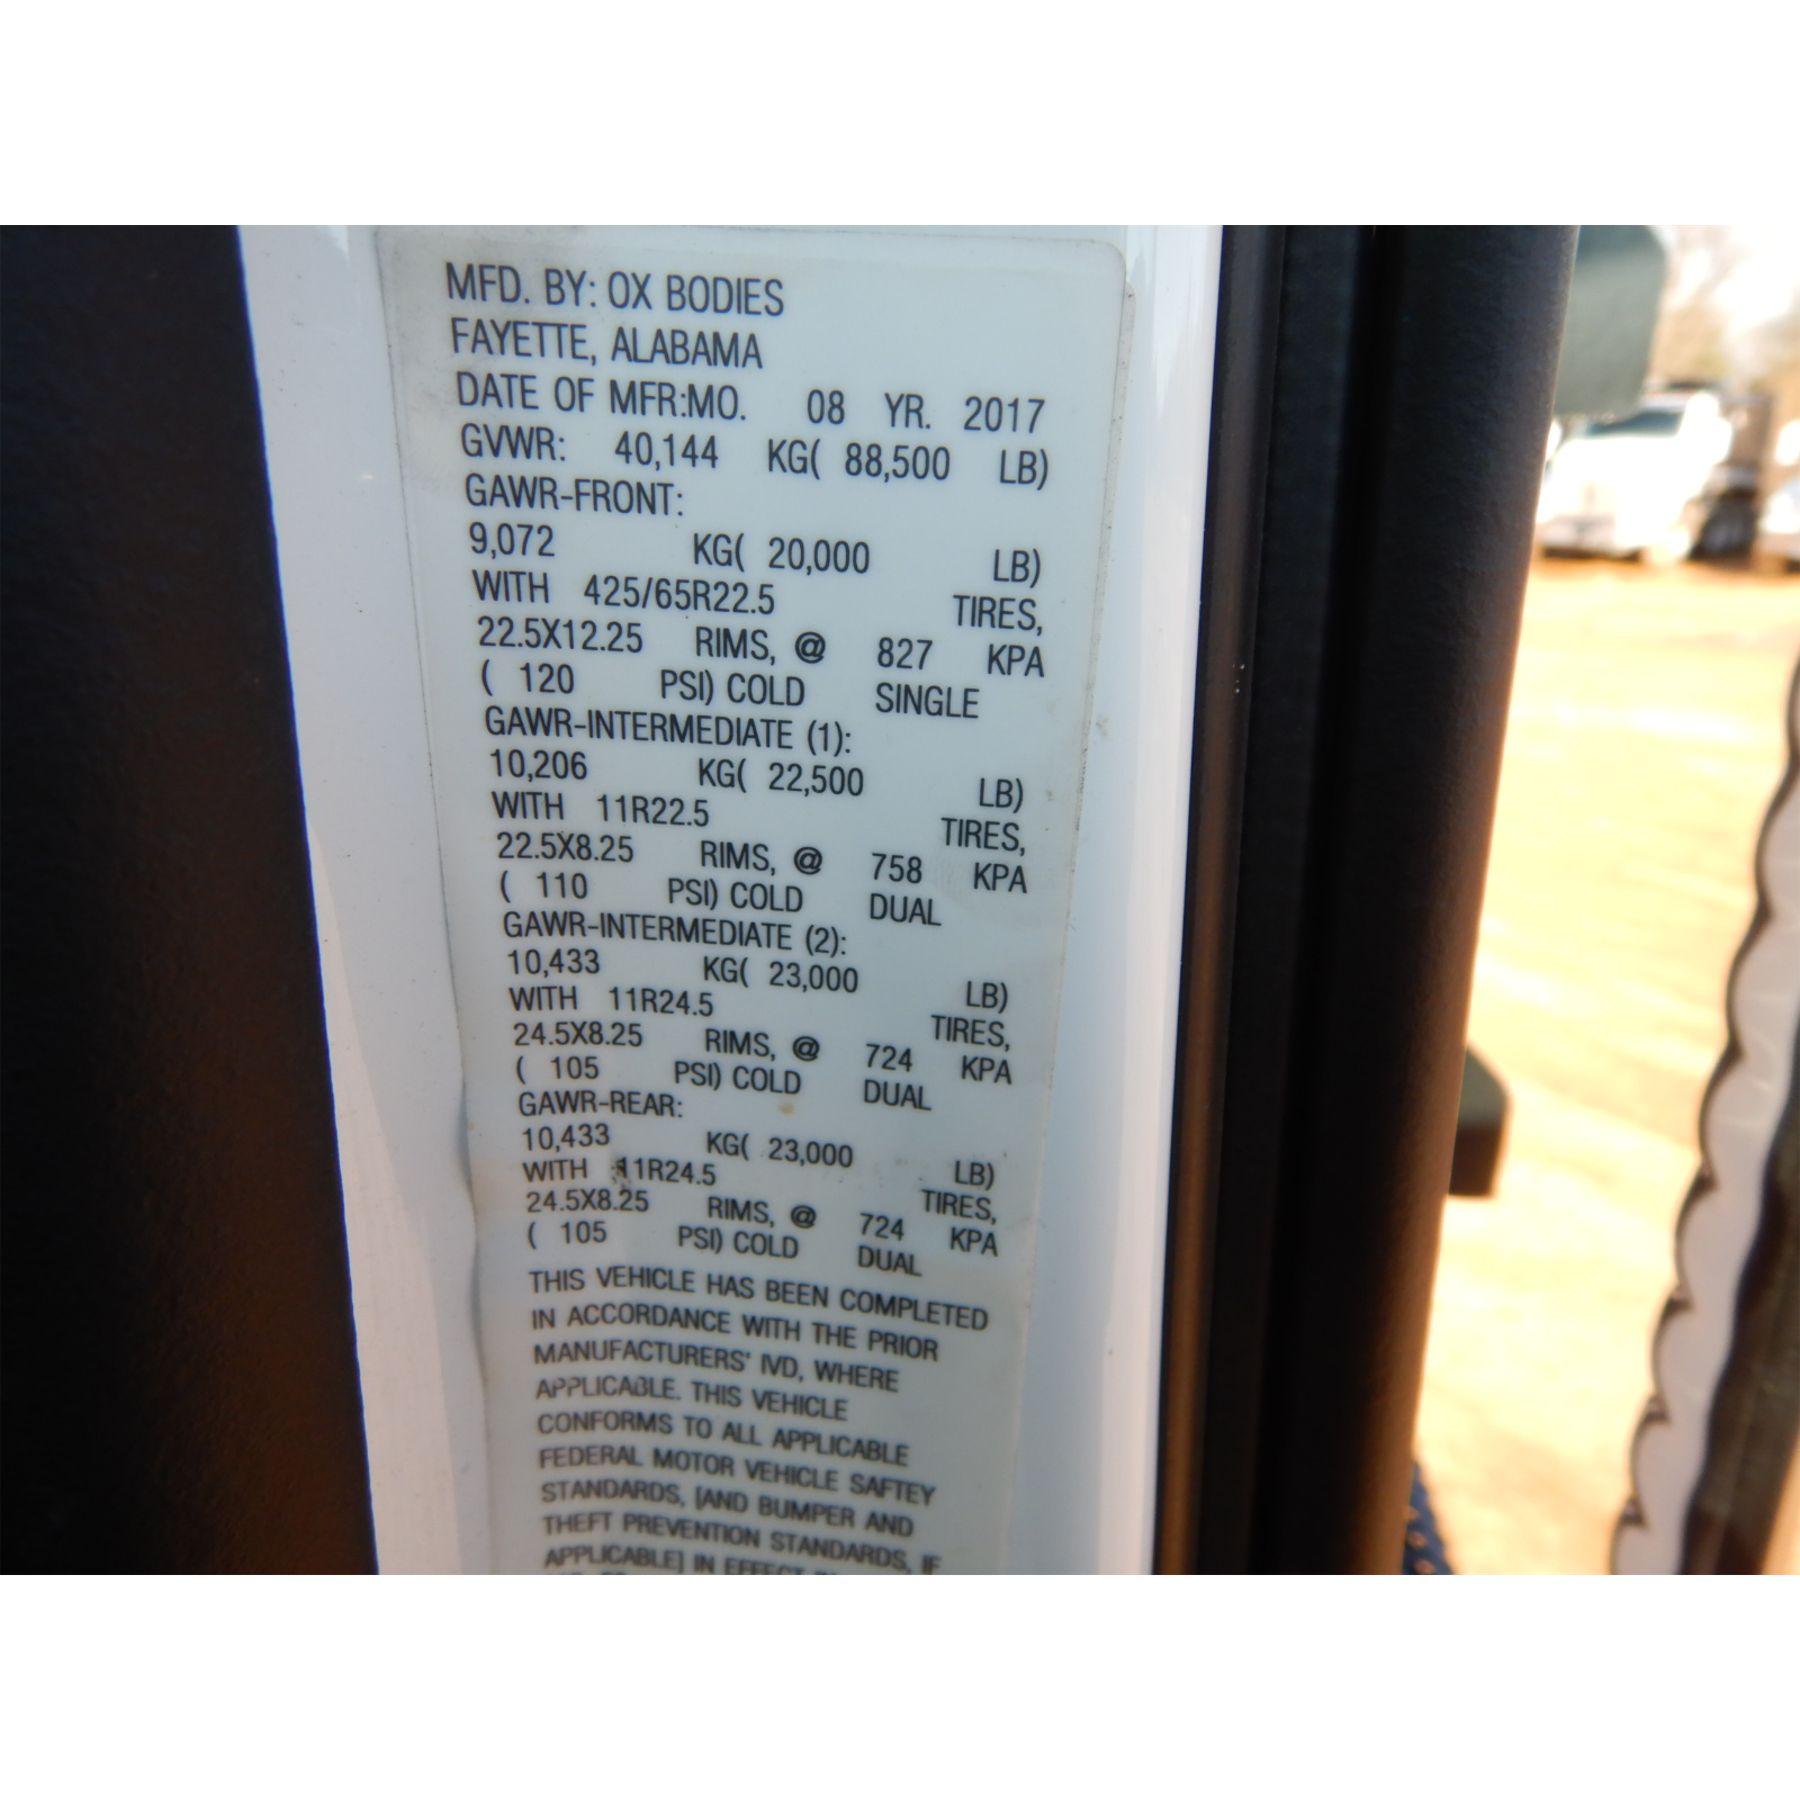 MFD. BY: OX BODIES
FAYETTE, ALABAMA
DATE OF MFR:MO. 08 YR. 2017
GVWR: 40,144 KG( 88,500 LB)
GAWR-FRONT:
9,072 KG( 20,000 LB)
WITH 425/65R22.5 TIRES,
22.5X12.25 RIMS, @ 827 KPA
( 120 PSI) COLD SINGLE
GAWR-INTERMEDIATE (1):
10,206 KG( 22,500 LB)
WITH 11R22.5 TIRES,
22.5X8.25 RIMS, @ 758 KPA
( 110 PSI) COLD DUAL
GAWR-INTERMEDIATE (2):
10,433 KG( 23,000 LB)
WITH 11R24.5 TIRES,
24.5X8.25 RIMS, @ 724 KPA
( 105 PSI) COLD DUAL
GAWR-REAR:
10,433 KG( 23,000 LB)
WITH 11R24.5 TIRES,
24.5X8.25 RIMS, @ 724 KPA
( 105 PSI) COLD DUAL
THIS VEHICLE HAS BEEN COMPLETED
IN ACCORDANCE WITH THE PRIOR
MANUFACTURERS' IVD, WHERE
APPLICABLE. THIS VEHICLE
CONFORMS TO ALL APPLICABLE
FEDERAL MOTOR VEHICLE SAFTEY
STANDARDS, [AND BUMPER AND
THEFT PREVENTION STANDARDS, IF
APPLICABLE] IN EFFECT